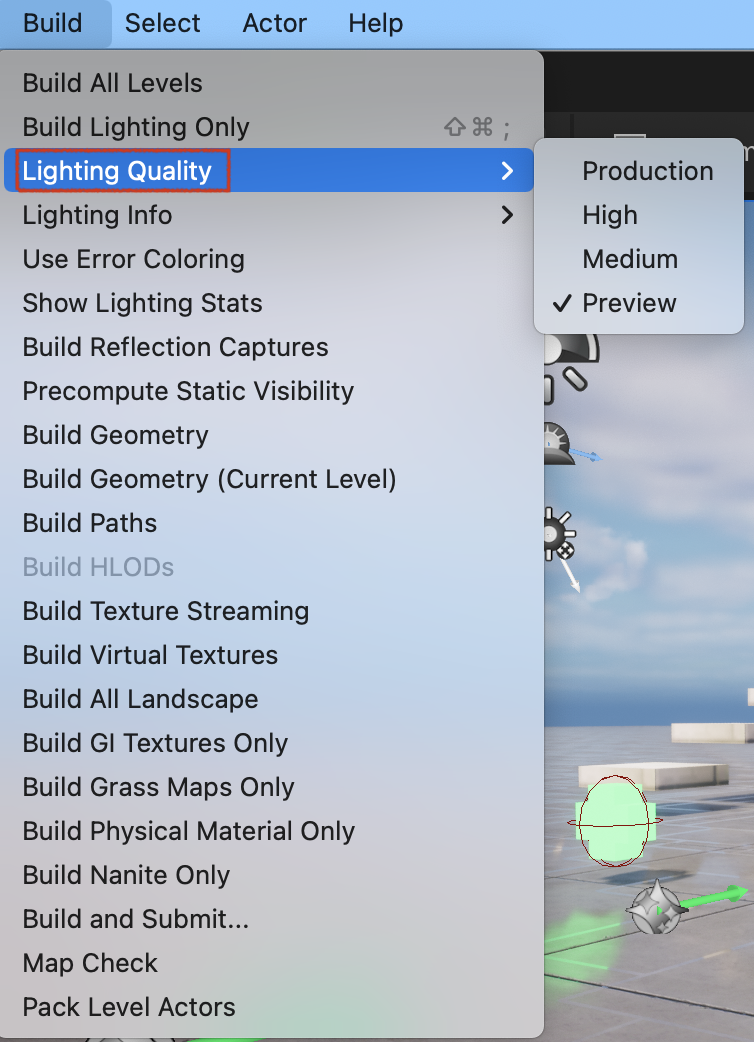 Build Select Actor Help
Build All Levels
Build Lighting Only ⇧⌘;
Lighting Quality
Lighting Info
Use Error Coloring
Show Lighting Stats
Build Reflection Captures
Precompute Static Visibility
Build Geometry
Build Geometry (Current Level)
Build Paths
Build HLODs
Build Texture Streaming
Build Virtual Textures
Build All Landscape
Build GI Textures Only
Build Grass Maps Only
Build Physical Material Only
Build Nanite Only
Build and Submit...
Map Check
Pack Level Actors
Production
High
Medium
✓ Preview